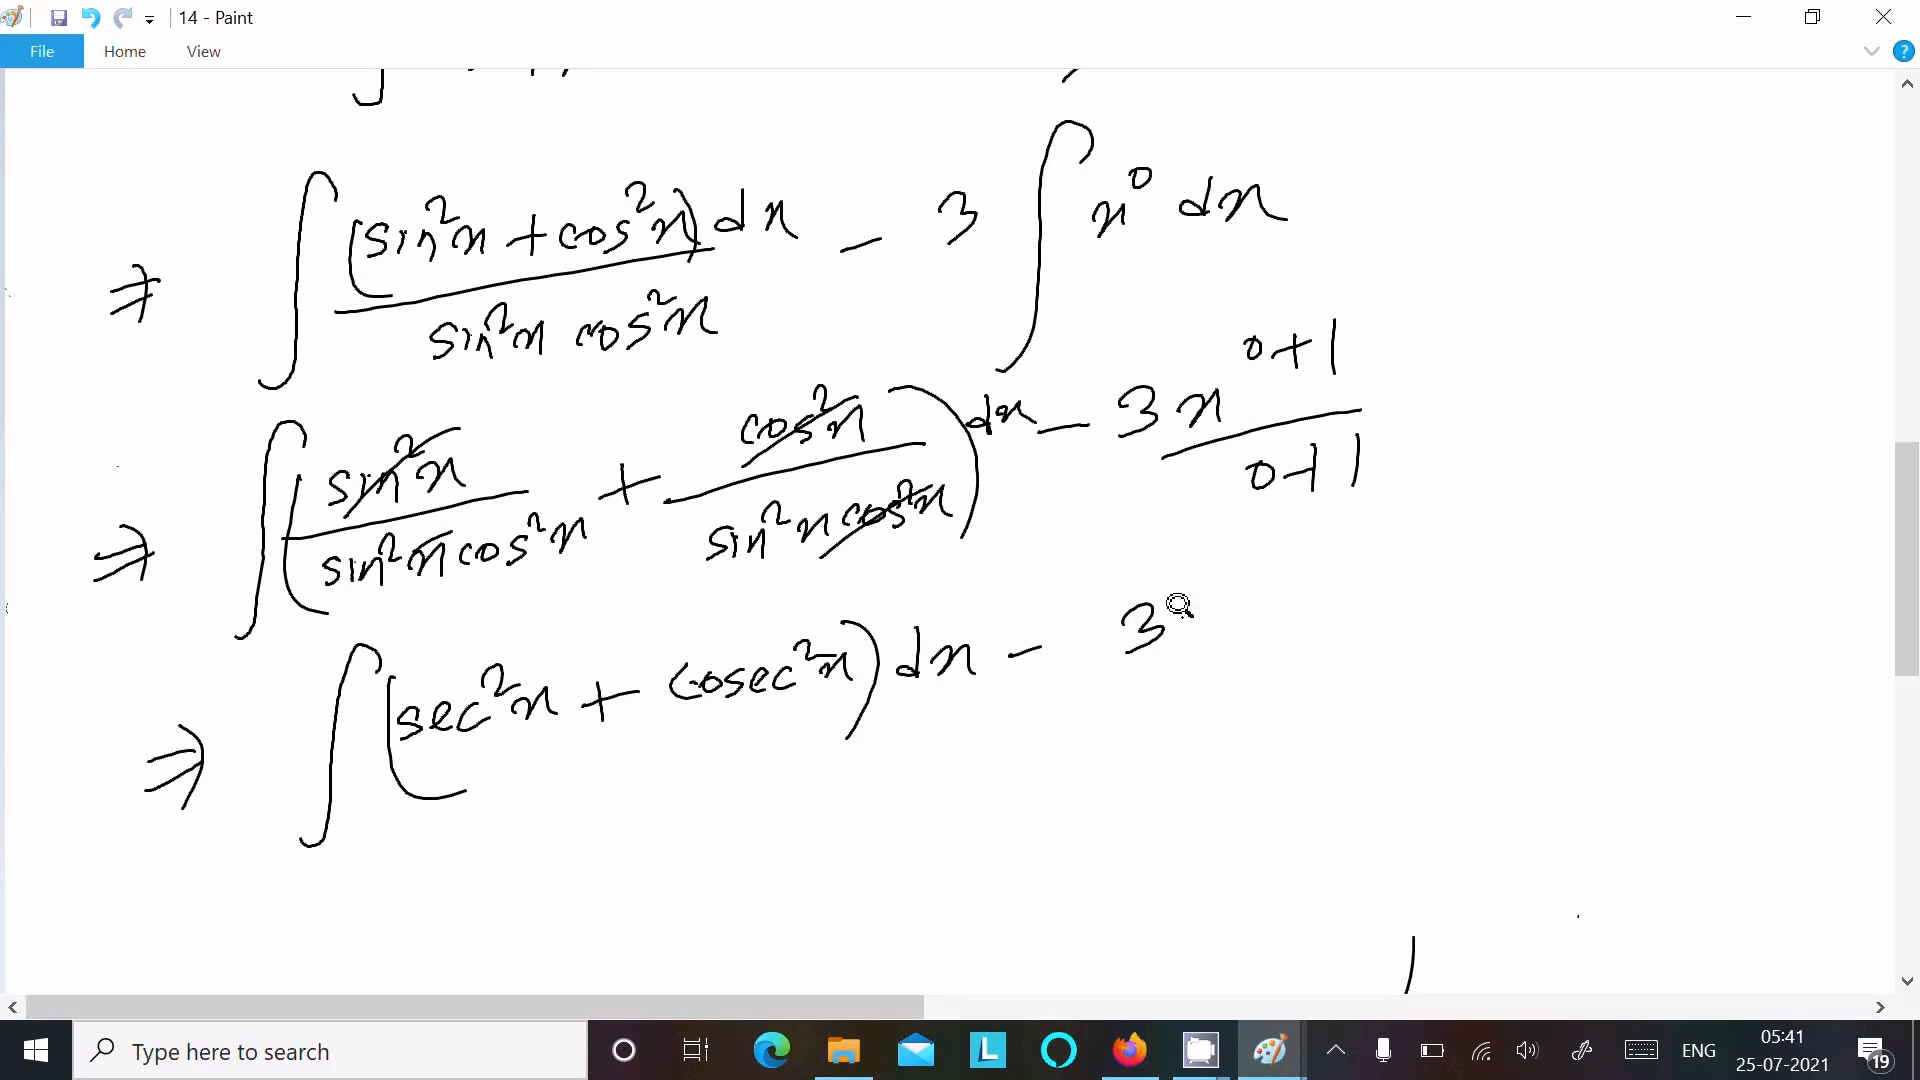 14 - Paint
File Home View
⇒ ∫ (sin²x + cos²x) dx / sin²x cos²x - 3 ∫ x⁰ dx
⇒ ∫ ( sin²x / sin²x cos²x + cos²x / sin²x cos²x ) dx - 3x⁰⁺¹ / 0+1
⇒ ∫ (sec²x + cosec²x) dx - 3
Type here to search
L
ENG
05:41
25-07-2021
19